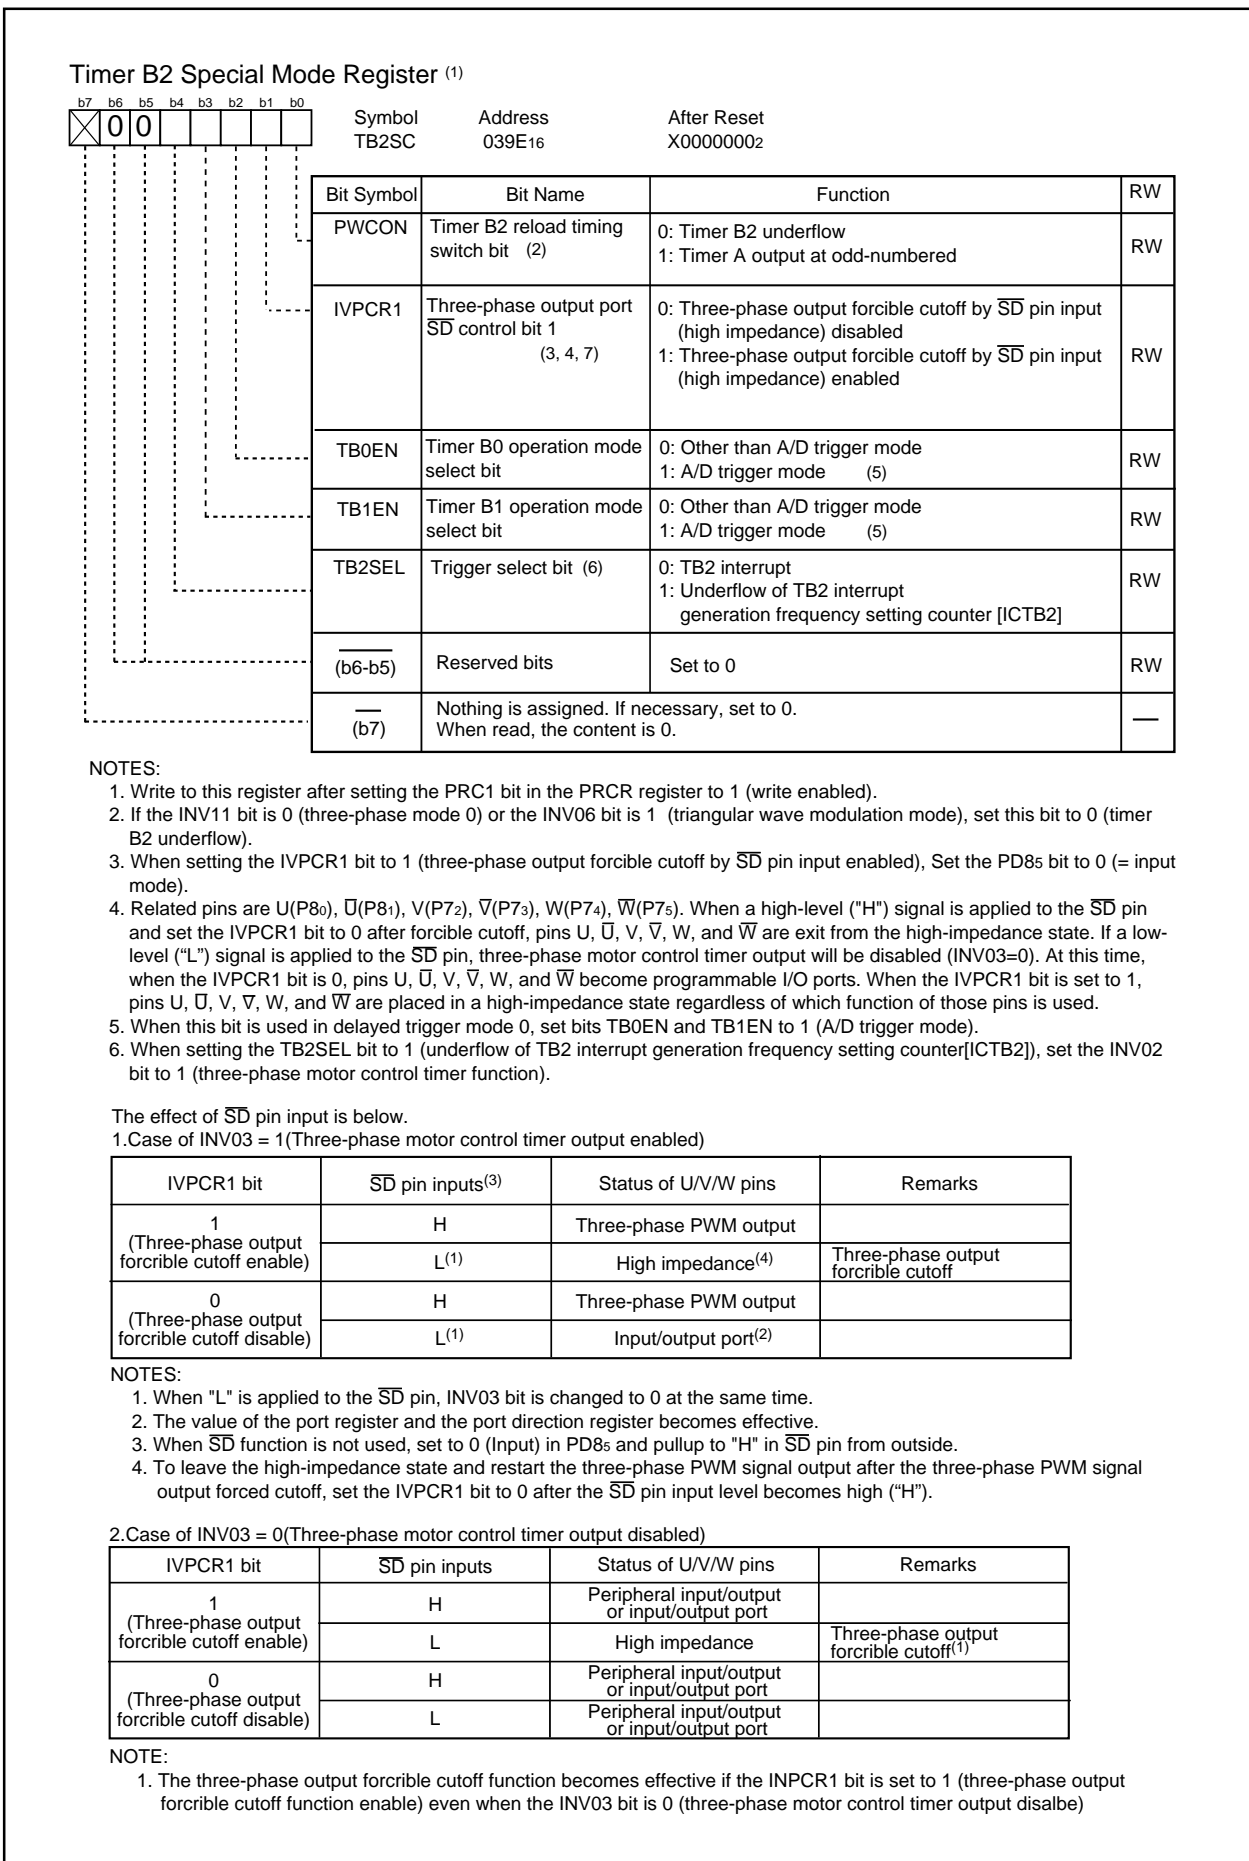 Timer B2 Special Mode Register (1)
b7 b6 b5 b4 b3 b2 b1 b0
0 0
Symbol Address After Reset
TB2SC 039E16 X00000002
Bit Symbol Bit Name Function RW
PWCON Timer B2 reload timing switch bit (2) 0: Timer B2 underflow
1: Timer A output at odd-numbered RW
IVPCR1 Three-phase output port S̅D̅ control bit 1 (3, 4, 7) 0: Three-phase output forcible cutoff by S̅D̅ pin input
(high impedance) disabled
1: Three-phase output forcible cutoff by S̅D̅ pin input
(high impedance) enabled RW
TB0EN Timer B0 operation mode select bit 0: Other than A/D trigger mode
1: A/D trigger mode (5) RW
TB1EN Timer B1 operation mode select bit 0: Other than A/D trigger mode
1: A/D trigger mode (5) RW
TB2SEL Trigger select bit (6) 0: TB2 interrupt
1: Underflow of TB2 interrupt
generation frequency setting counter [ICTB2] RW
(b6-b5) Reserved bits Set to 0 RW
(b7) Nothing is assigned. If necessary, set to 0.
When read, the content is 0. —
NOTES:
1. Write to this register after setting the PRC1 bit in the PRCR register to 1 (write enabled).
2. If the INV11 bit is 0 (three-phase mode 0) or the INV06 bit is 1 (triangular wave modulation mode), set this bit to 0 (timer
B2 underflow).
3. When setting the IVPCR1 bit to 1 (three-phase output forcible cutoff by S̅D̅ pin input enabled), Set the PD85 bit to 0 (= input
mode).
4. Related pins are U(P80), U̅(P81), V(P72), V̅(P73), W(P74), W̅(P75). When a high-level ("H") signal is applied to the S̅D̅ pin
and set the IVPCR1 bit to 0 after forcible cutoff, pins U, U̅, V, V̅, W, and W̅ are exit from the high-impedance state. If a low-
level (“L”) signal is applied to the S̅D̅ pin, three-phase motor control timer output will be disabled (INV03=0). At this time,
when the IVPCR1 bit is 0, pins U, U̅, V, V̅, W, and W̅ become programmable I/O ports. When the IVPCR1 bit is set to 1,
pins U, U̅, V, V̅, W, and W̅ are placed in a high-impedance state regardless of which function of those pins is used.
5. When this bit is used in delayed trigger mode 0, set bits TB0EN and TB1EN to 1 (A/D trigger mode).
6. When setting the TB2SEL bit to 1 (underflow of TB2 interrupt generation frequency setting counter[ICTB2]), set the INV02
bit to 1 (three-phase motor control timer function).
The effect of S̅D̅ pin input is below.
1.Case of INV03 = 1(Three-phase motor control timer output enabled)
IVPCR1 bit S̅D̅ pin inputs(3) Status of U/V/W pins Remarks
1
(Three-phase output
forcrible cutoff enable) H Three-phase PWM output
L(1) High impedance(4) Three-phase output
forcrible cutoff
0
(Three-phase output
forcrible cutoff disable) H Three-phase PWM output
L(1) Input/output port(2)
NOTES:
1. When "L" is applied to the S̅D̅ pin, INV03 bit is changed to 0 at the same time.
2. The value of the port register and the port direction register becomes effective.
3. When S̅D̅ function is not used, set to 0 (Input) in PD85 and pullup to "H" in S̅D̅ pin from outside.
4. To leave the high-impedance state and restart the three-phase PWM signal output after the three-phase PWM signal
output forced cutoff, set the IVPCR1 bit to 0 after the S̅D̅ pin input level becomes high (“H”).
2.Case of INV03 = 0(Three-phase motor control timer output disabled)
IVPCR1 bit S̅D̅ pin inputs Status of U/V/W pins Remarks
1
(Three-phase output
forcrible cutoff enable) H Peripheral input/output
or input/output port
L High impedance Three-phase output
forcrible cutoff(1)
0
(Three-phase output
forcrible cutoff disable) H Peripheral input/output
or input/output port
L Peripheral input/output
or input/output port
NOTE:
1. The three-phase output forcrible cutoff function becomes effective if the INPCR1 bit is set to 1 (three-phase output
forcrible cutoff function enable) even when the INV03 bit is 0 (three-phase motor control timer output disalbe)